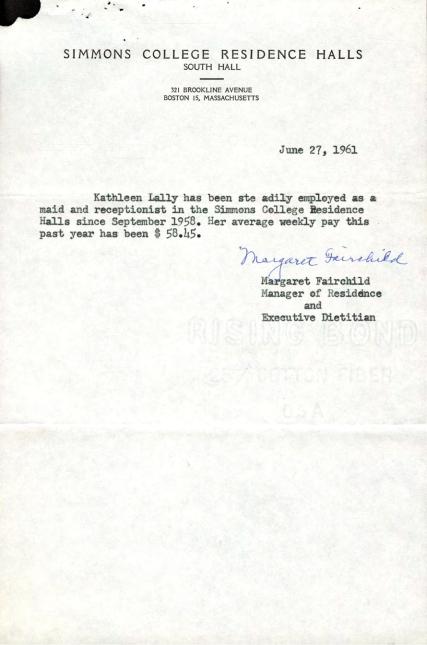 SIMMONS COLLEGE RESIDENCE HALLS
SOUTH HALL
321 BROOKLINE AVENUE
BOSTON 15, MASSACHUSETTS
June 27, 1961
Kathleen Lally has been ste adily employed as a
maid and receptionist in the Simmons College Residence
Halls since September 1958. Her average weekly pay this
past year has been $ 58.45.
Margaret Fairchild
Margaret Fairchild
Manager of Residence
and
Executive Dietitian
RISING BOND
COTTON FIBER
USA